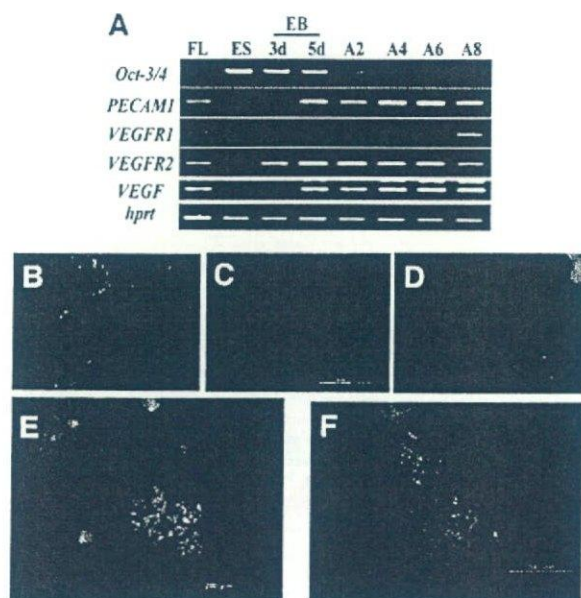 A
EB
FL ES 3d 5d A2 A4 A6 A8
Oct-3/4
PECAM1
VEGFR1
VEGFR2
VEGF
hprt
B C D
E F